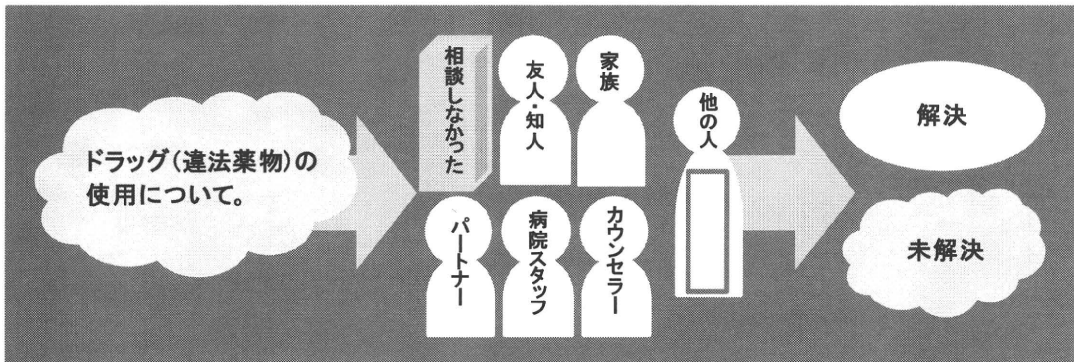 ドラッグ(違法薬物)の
使用について。
相談しなかった
友人・知人
家族
他の人
パートナー
病院スタッフ
カウンセラー
解決
未解決